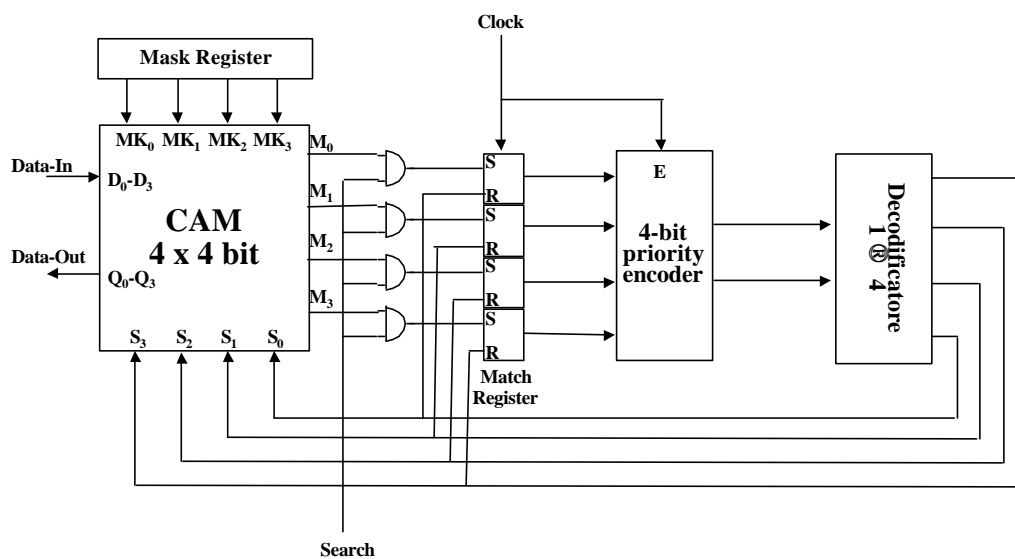 Clock
Mask Register
MK₀ MK₁ MK₂ MK₃
M₀
Data-In
D₀-D₃
M₁
CAM
4 x 4 bit
M₂
Data-Out
Q₀-Q₃
M₃
S₃ S₂ S₁ S₀
S
R
S
R
S
R
S
R
Match
Register
E
4-bit
priority
encoder
Decodificatore
1 ® 4
Search